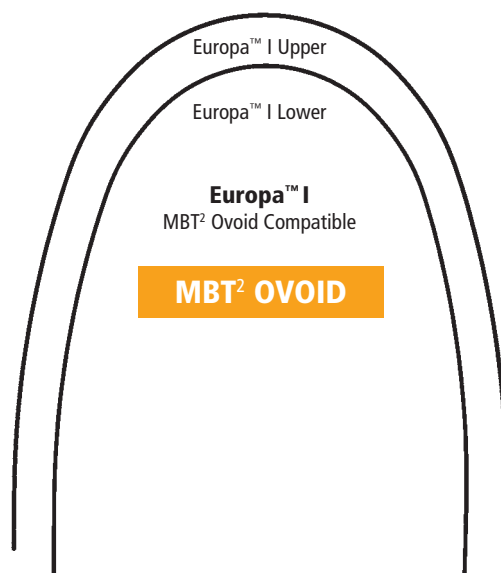 Europa™ I Upper
Europa™ I Lower
Europa™ I
MBT² Ovoid Compatible
MBT² OVOID